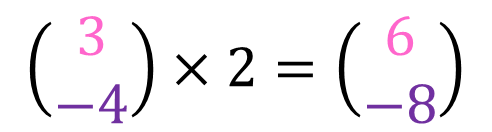 (3 −4) × 2 = (6 −8)